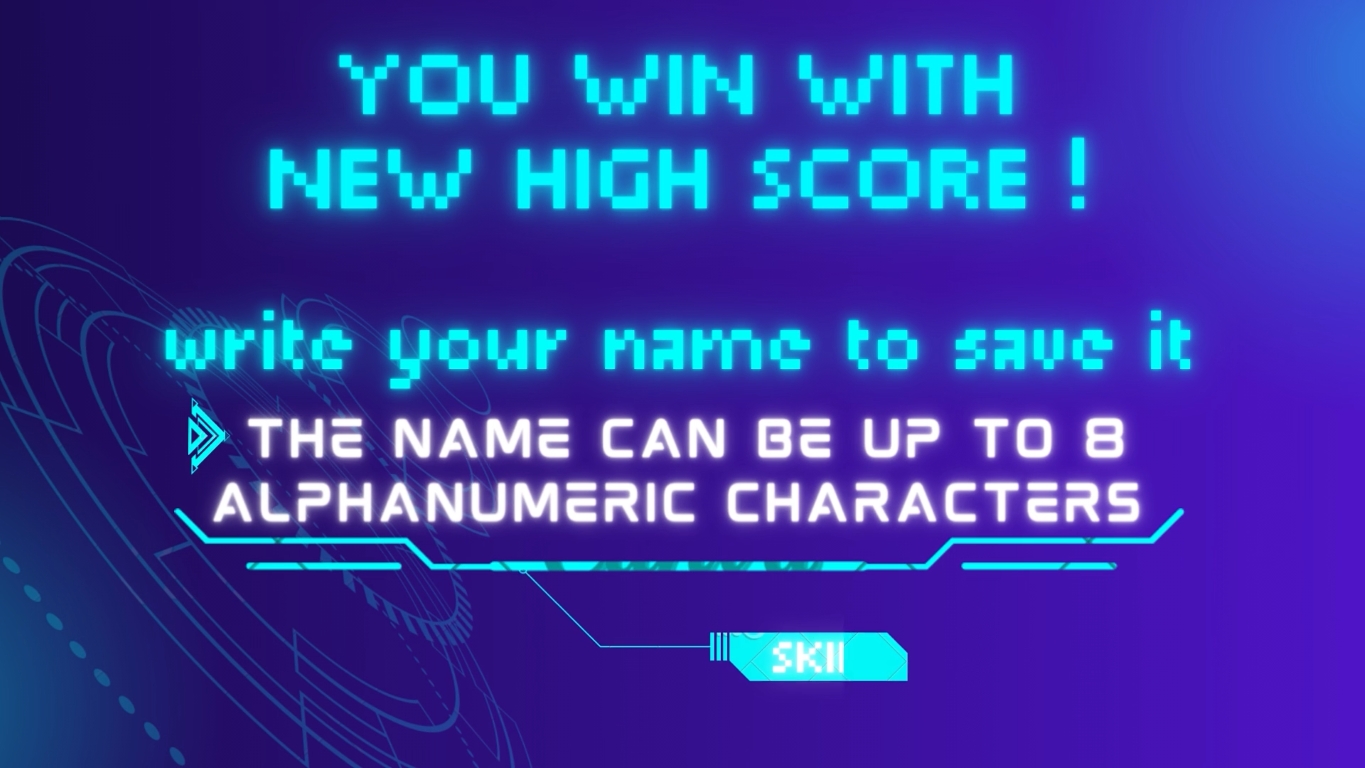 YOU WIN WITH
NEW HIGH SCORE !
write your name to save it
THE NAME CAN BE UP TO 8
ALPHANUMERIC CHARACTERS